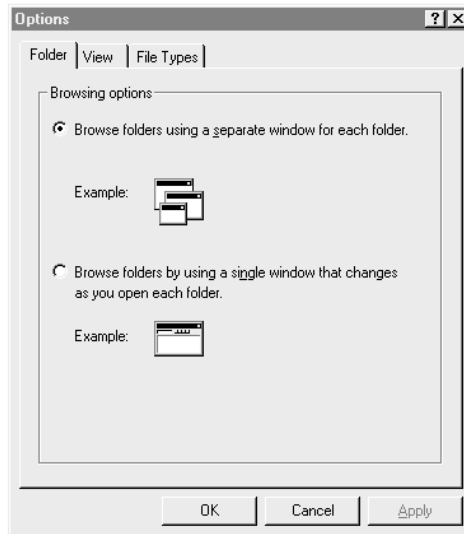 Options
Folder View File Types
Browsing options
Browse folders using a separate window for each folder.
Example:
Browse folders by using a single window that changes
as you open each folder.
Example:
OK Cancel Apply